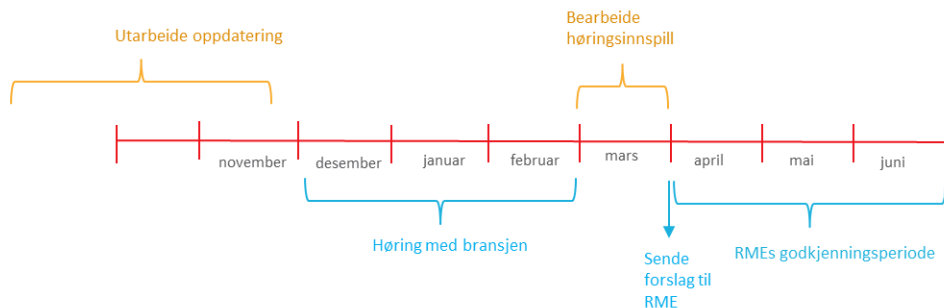 Utarbeide oppdatering
Bearbeide
høringsinnspill
november
desember
januar
februar
mars
april
mai
juni
Høring med bransjen
Sende
forslag til
RME
RMEs godkjenningsperiode